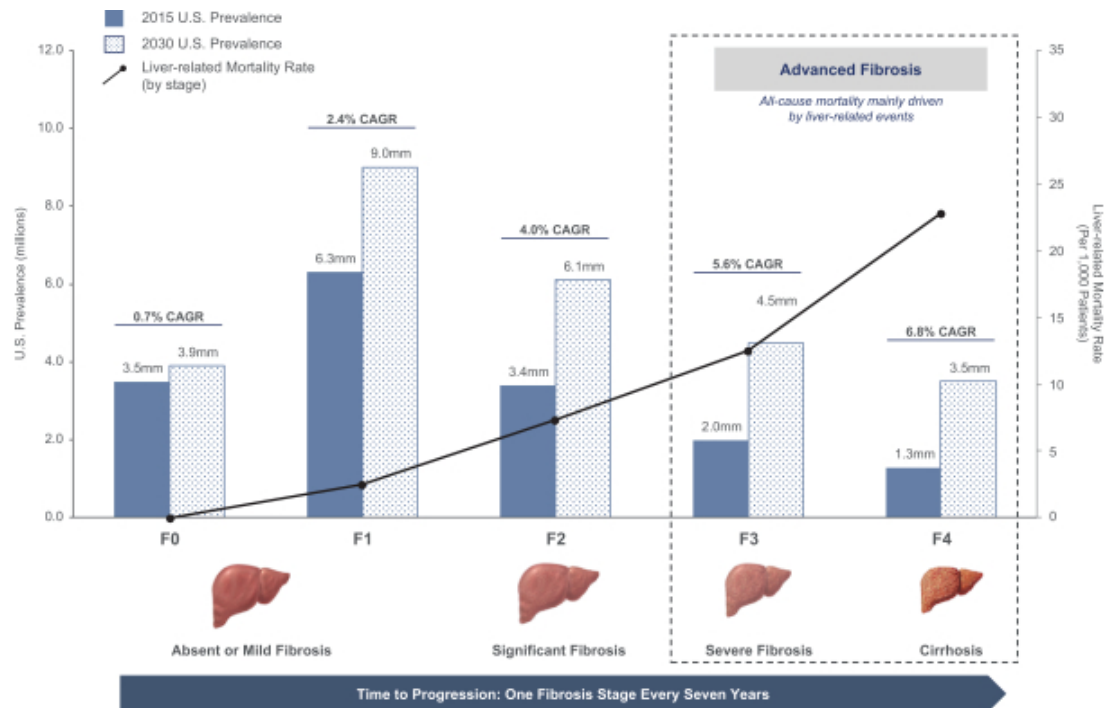 2015 U.S. Prevalence
2030 U.S. Prevalence
Liver-related Mortality Rate
(by stage)
12.0
10.0
8.0
6.0
4.0
2.0
0.0
U.S. Prevalence (millions)
35
30
25
20
15
10
5
0
Liver-related Mortality Rate
(Per 1,000 Patients)
Advanced Fibrosis
All-cause mortality mainly driven
by liver-related events
0.7% CAGR
3.5mm
3.9mm
2.4% CAGR
6.3mm
9.0mm
4.0% CAGR
3.4mm
6.1mm
5.6% CAGR
2.0mm
4.5mm
6.8% CAGR
1.3mm
3.5mm
F0
F1
F2
F3
F4
Absent or Mild Fibrosis
Significant Fibrosis
Severe Fibrosis
Cirrhosis
Time to Progression: One Fibrosis Stage Every Seven Years